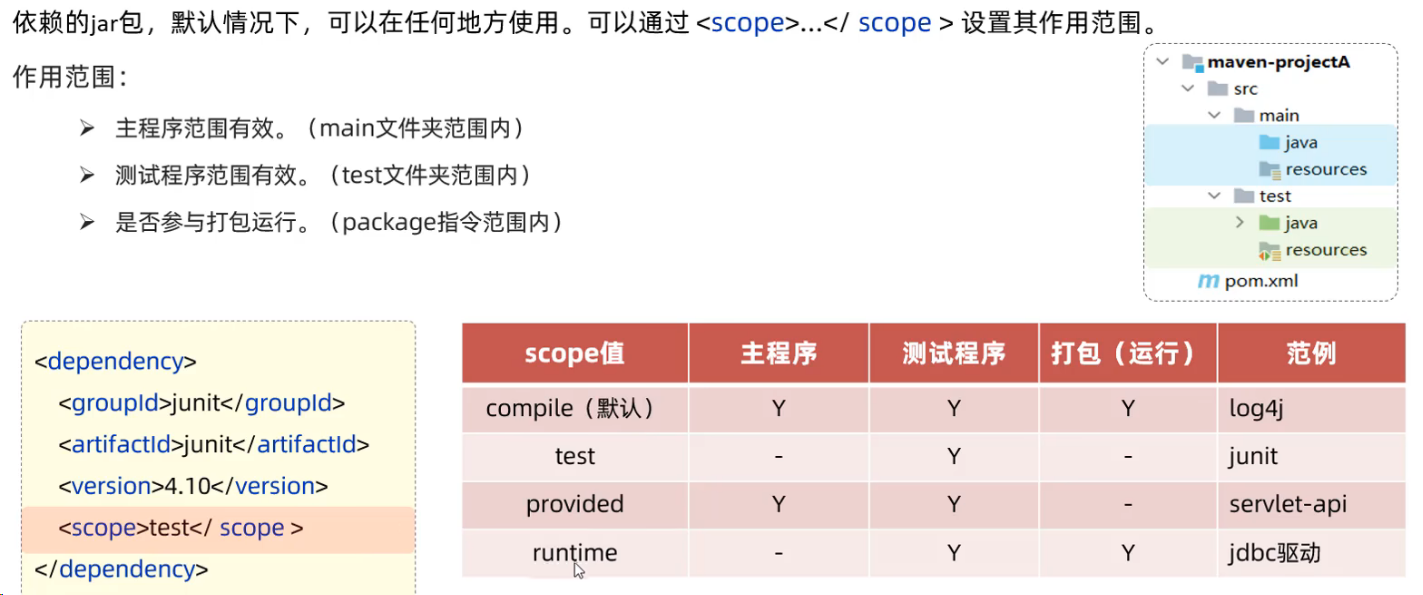 依赖的jar包，默认情况下，可以在任何地方使用。可以通过 <scope>...</ scope > 设置其作用范围。
作用范围：
➢ 主程序范围有效。（main文件夹范围内）
➢ 测试程序范围有效。（test文件夹范围内）
➢ 是否参与打包运行。（package指令范围内）
maven-projectA
src
main
java
resources
test
java
resources
pom.xml
<dependency>
<groupId>junit</groupId>
<artifactId>junit</artifactId>
<version>4.10</version>
<scope>test</ scope >
</dependency>
scope值 主程序 测试程序 打包（运行） 范例
compile（默认） Y Y Y log4j
test - Y - junit
provided Y Y - servlet-api
runtime - Y Y jdbc驱动